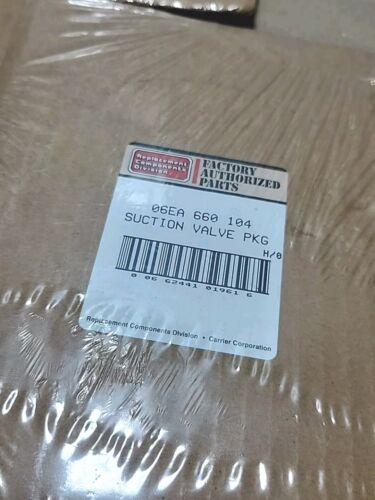 Replacement
Components
Division
FACTORY
AUTHORIZED
PARTS
06EA 660 104
SUCTION VALVE PKG
H/0
0 06 62441 01961 6
Replacement Components Division • Carrier Corporation